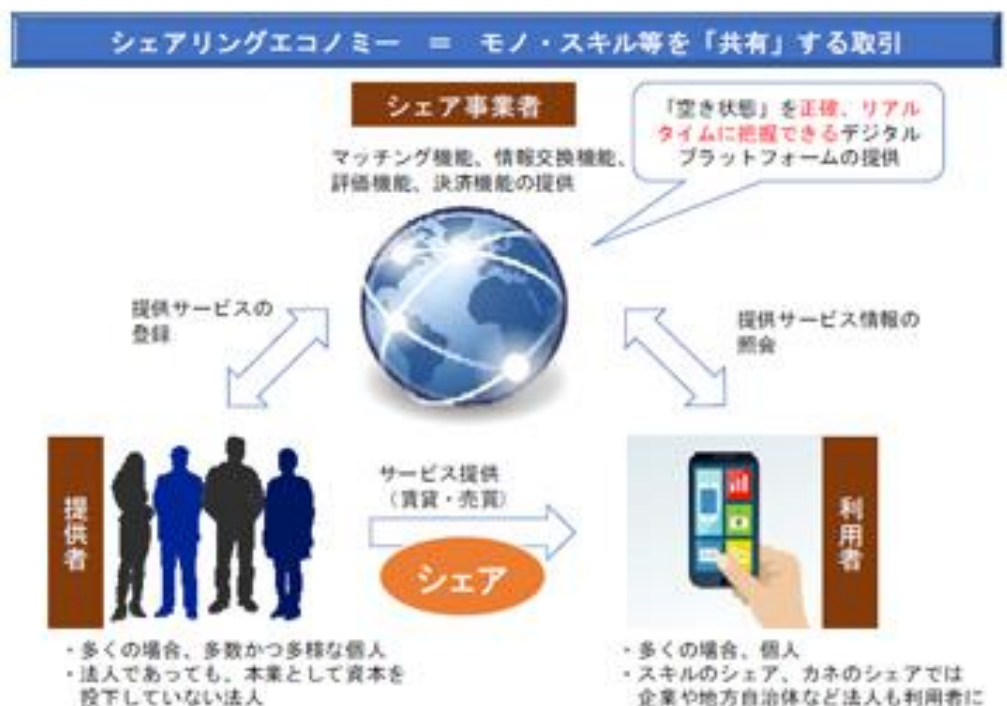 シェアリングエコノミー ＝ モノ・スキル等を「共有」する取引
シェア事業者
マッチング機能、情報交換機能、
評価機能、決済機能の提供
「空き状態」を正確、リアル
タイムに把握できるデジタル
プラットフォームの提供
提供サービスの
登録
提供サービス情報の
照会
提供者
サービス提供
（賃貸・売買）
シェア
利用者
・多くの場合、多数かつ多様な個人
・法人であっても、本業として資本を
投下していない法人
・多くの場合、個人
・スキルのシェア、カネのシェアでは
企業や地方自治体など法人も利用者に